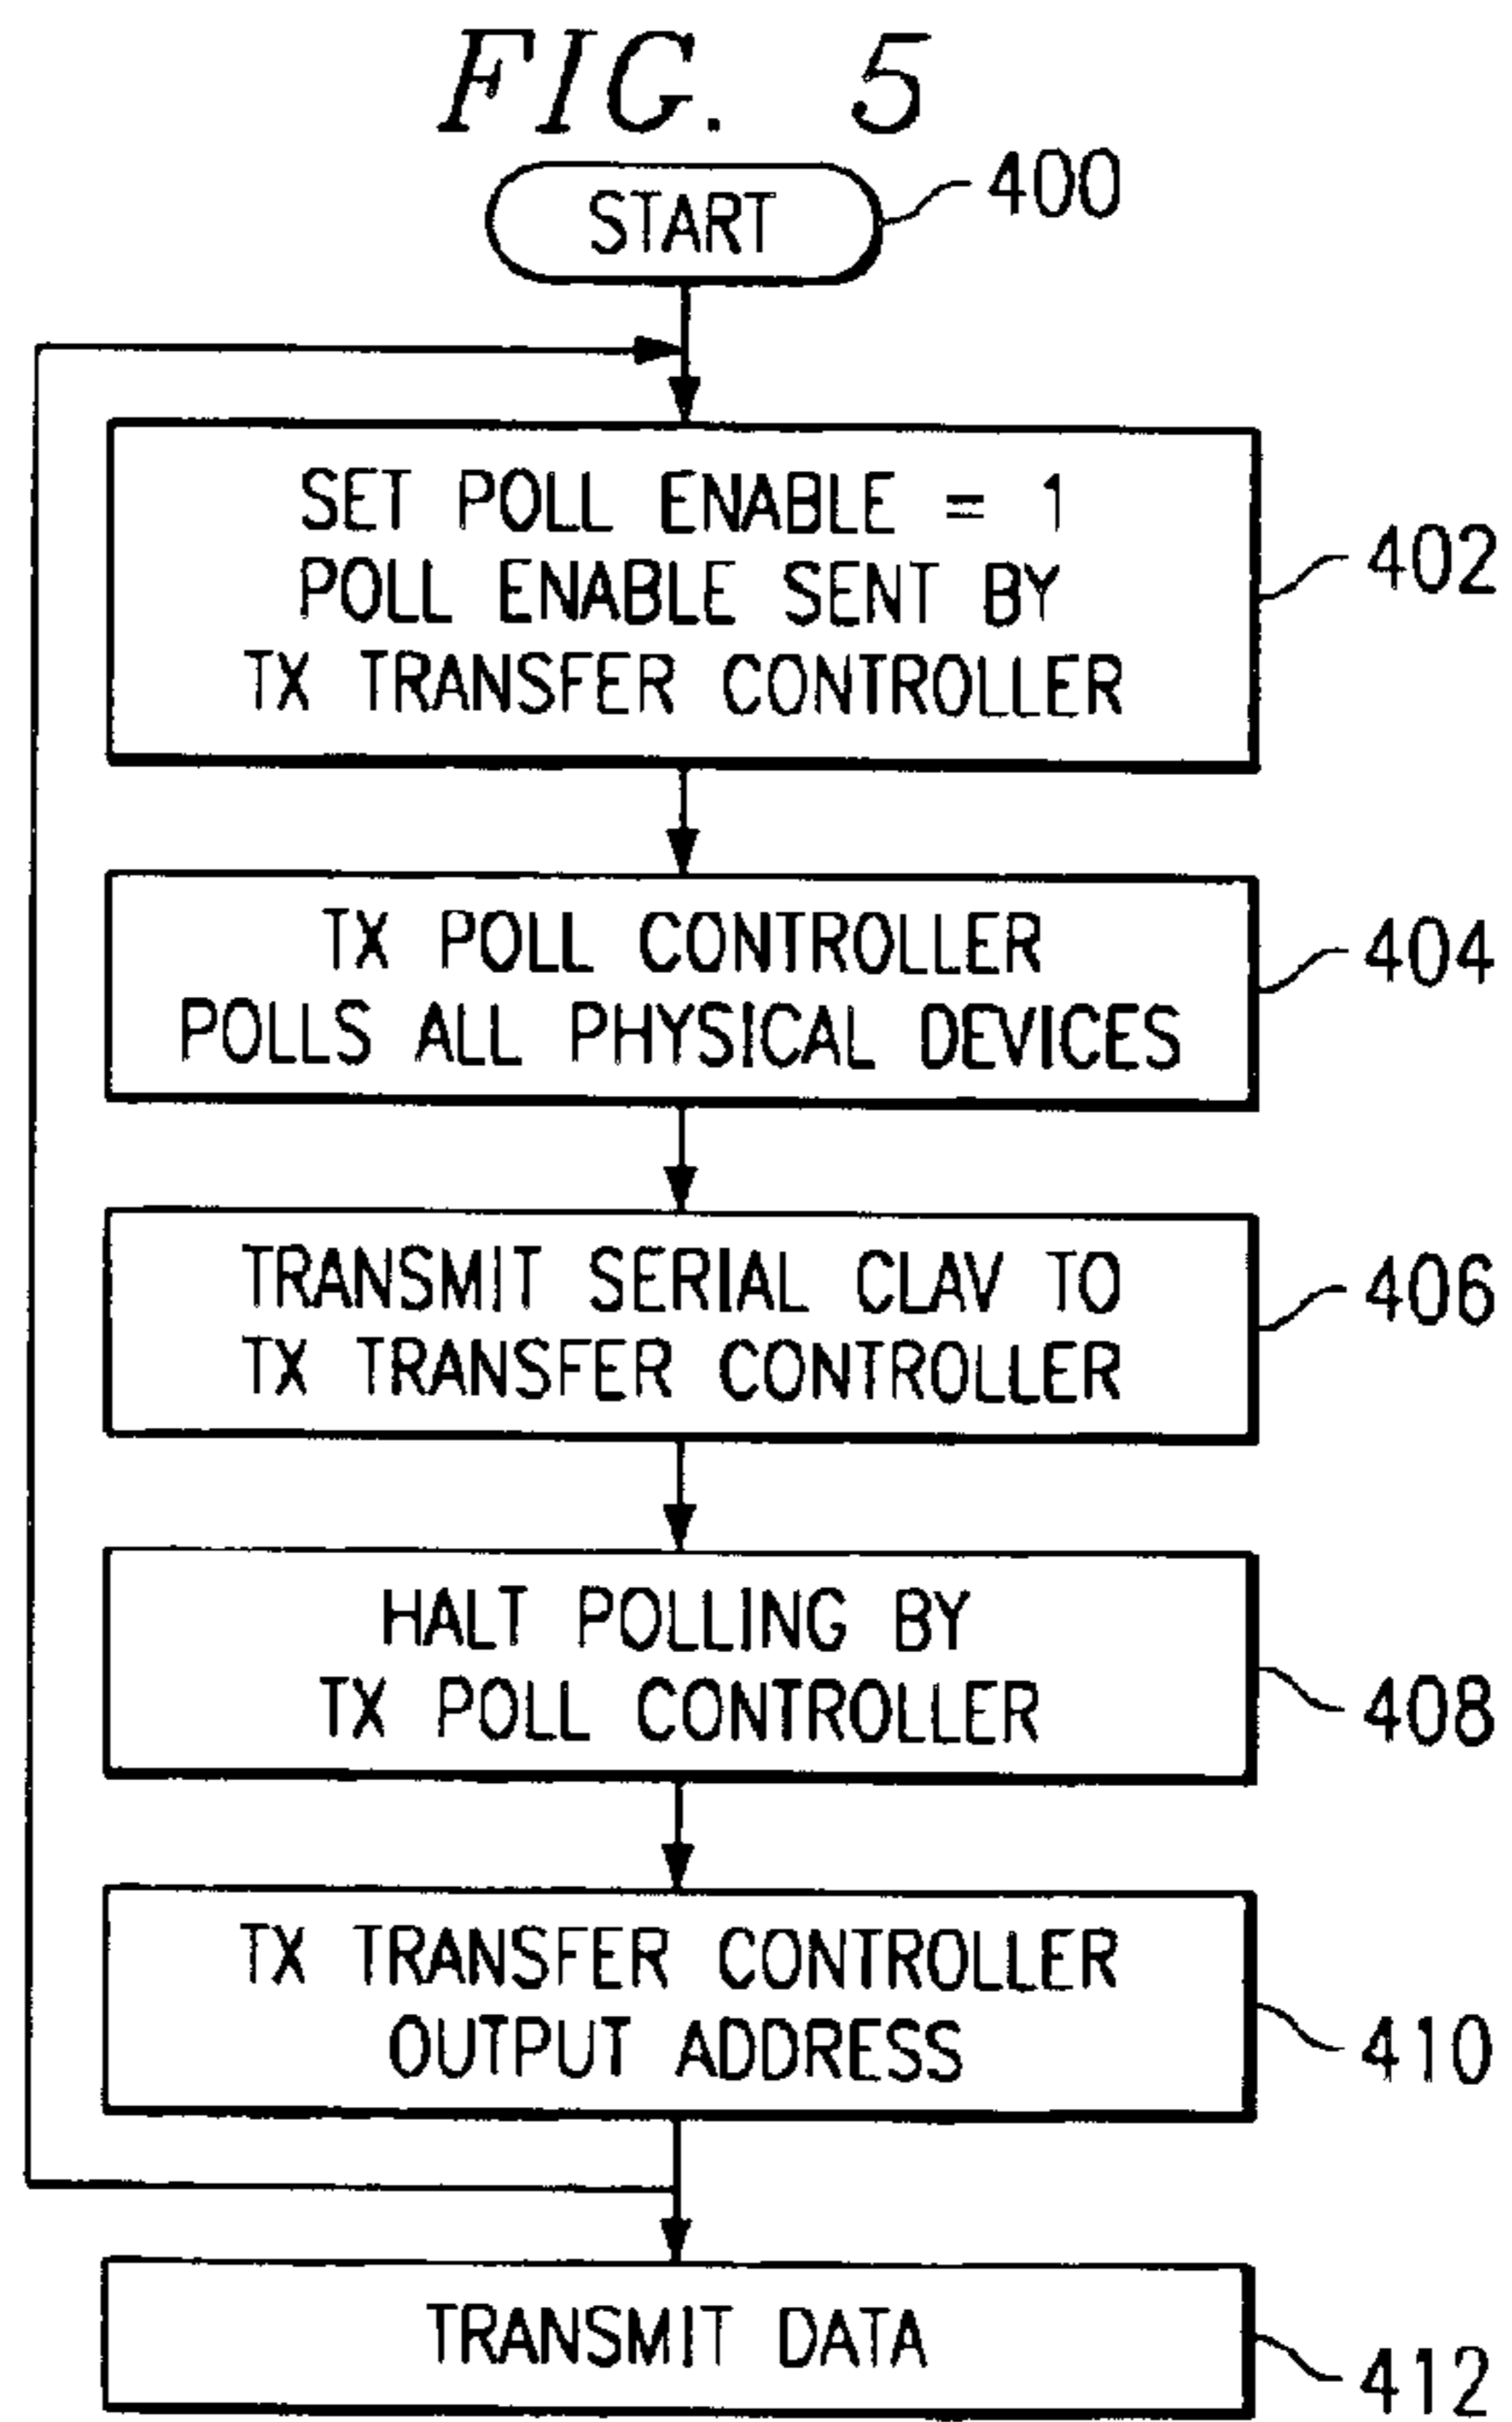 FIG. 5
START
400
SET POLL ENABLE = 1
POLL ENABLE SENT BY
TX TRANSFER CONTROLLER
402
TX POLL CONTROLLER
POLLS ALL PHYSICAL DEVICES
404
TRANSMIT SERIAL CLAV TO
TX TRANSFER CONTROLLER
406
HALT POLLING BY
TX POLL CONTROLLER
408
TX TRANSFER CONTROLLER
OUTPUT ADDRESS
410
TRANSMIT DATA
412